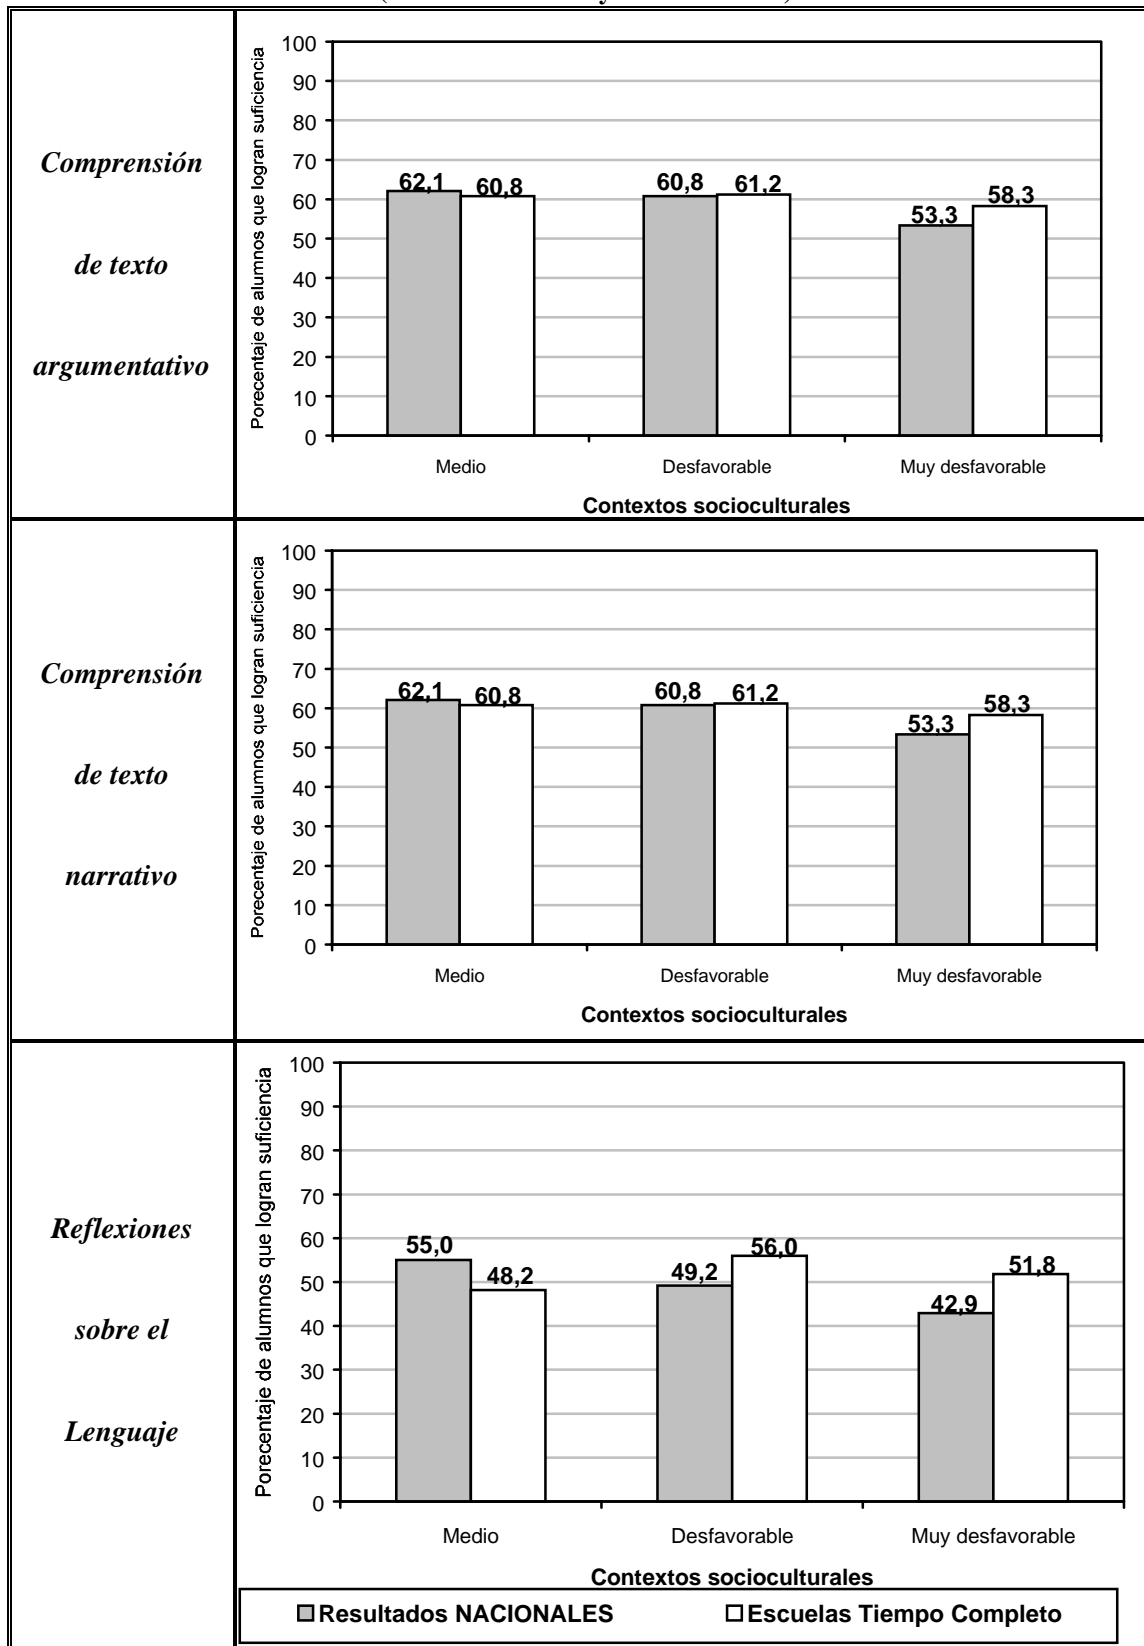 Comprensión
de texto
argumentativo
Porecentaje de alumnos que logran suficiencia
100
90
80
70
60
50
40
30
20
10
0
62,1
60,8
60,8
61,2
53,3
58,3
Medio
Desfavorable
Muy desfavorable
Contextos socioculturales
Comprensión
de texto
narrativo
Porecentaje de alumnos que logran suficiencia
100
90
80
70
60
50
40
30
20
10
0
62,1
60,8
60,8
61,2
53,3
58,3
Medio
Desfavorable
Muy desfavorable
Contextos socioculturales
Reflexiones
sobre el
Lenguaje
Porecentaje de alumnos que logran suficiencia
100
90
80
70
60
50
40
30
20
10
0
55,0
48,2
49,2
56,0
42,9
51,8
Medio
Desfavorable
Muy desfavorable
Contextos socioculturales
Resultados NACIONALES
Escuelas Tiempo Completo